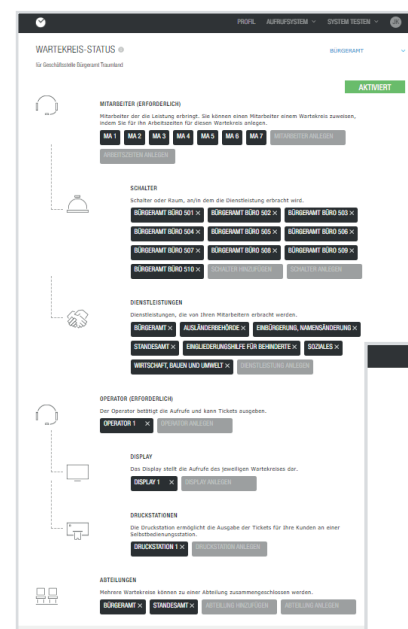 PROFIL AUFRUFSYSTEM SYSTEM TESTEN JE
WARTEKREIS-STATUS
BÜRGERAMT
für Geschäftsstelle Bürgeramt Traumland
AKTIVIERT
MITARBEITER (ERFORDERLICH)
Mitarbeiter der die Leistung erbringt. Sie können einen Mitarbeiter einem Wartekreis zuweisen,
indem Sie für ihn Arbeitszeiten für diesen Wartekreis anlegen.
MA 1 MA 2 MA 3 MA 4 MA 5 MA 6 MA 7 MITARBEITER ANLEGEN
ARBEITSZEITEN ANLEGEN
SCHALTER
Schalter oder Raum, an/in dem die Dienstleistung erbracht wird.
BÜRGERAMT BÜRO 501 × BÜRGERAMT BÜRO 502 × BÜRGERAMT BÜRO 503 ×
BÜRGERAMT BÜRO 504 × BÜRGERAMT BÜRO 505 × BÜRGERAMT BÜRO 506 ×
BÜRGERAMT BÜRO 507 × BÜRGERAMT BÜRO 508 × BÜRGERAMT BÜRO 509 ×
BÜRGERAMT BÜRO 510 × SCHALTER HINZUFÜGEN SCHALTER ANLEGEN
DIENSTLEISTUNGEN
Dienstleistungen, die von Ihren Mitarbeitern erbracht werden.
BÜRGERAMT × AUSLÄNDERBEHÖRDE × EINBÜRGERUNG, NAMENSÄNDERUNG ×
STANDESAMT × EINGLIEDERUNGSHILFE FÜR BEHINDERTE × SOZIALES ×
WIRTSCHAFT, BAUEN UND UMWELT × DIENSTLEISTUNG ANLEGEN
OPERATOR (ERFORDERLICH)
Der Operator betätigt die Aufrufe und kann Tickets ausgeben.
OPERATOR 1 × OPERATOR ANLEGEN
DISPLAY
Das Display stellt die Aufrufe des jeweiligen Wartekreises dar.
DISPLAY 1 × DISPLAY ANLEGEN
DRUCKSTATIONEN
Die Druckstation ermöglicht die Ausgabe der Tickets für Ihre Kunden an einer
Selbstbedienungsstation.
DRUCKSTATION 1 × DRUCKSTATION ANLEGEN
ABTEILUNGEN
Mehrere Wartekreise können zu einer Abteilung zusammengeschlossen werden.
BÜRGERAMT × STANDESAMT × ABTEILUNG HINZUFÜGEN ABTEILUNG ANLEGEN